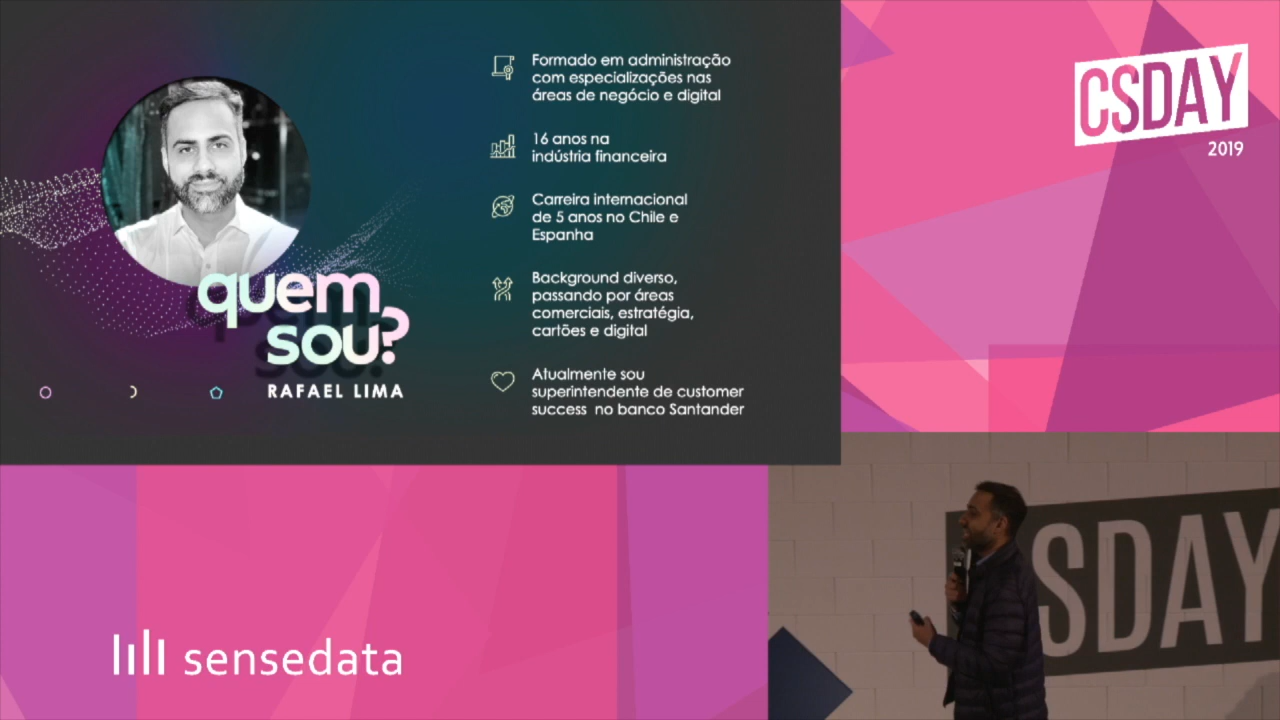 Formado em administração
com especializações nas
áreas de negócio e digital
16 anos na
indústria financeira
Carreira internacional
de 5 anos no Chile e
Espanha
Background diverso,
passando por áreas
comerciais, estratégia,
cartões e digital
Atualmente sou
superintendente de customer
success no banco Santander
quem
sou?
RAFAEL LIMA
CSDAY
2019
sensedata
CSDAY